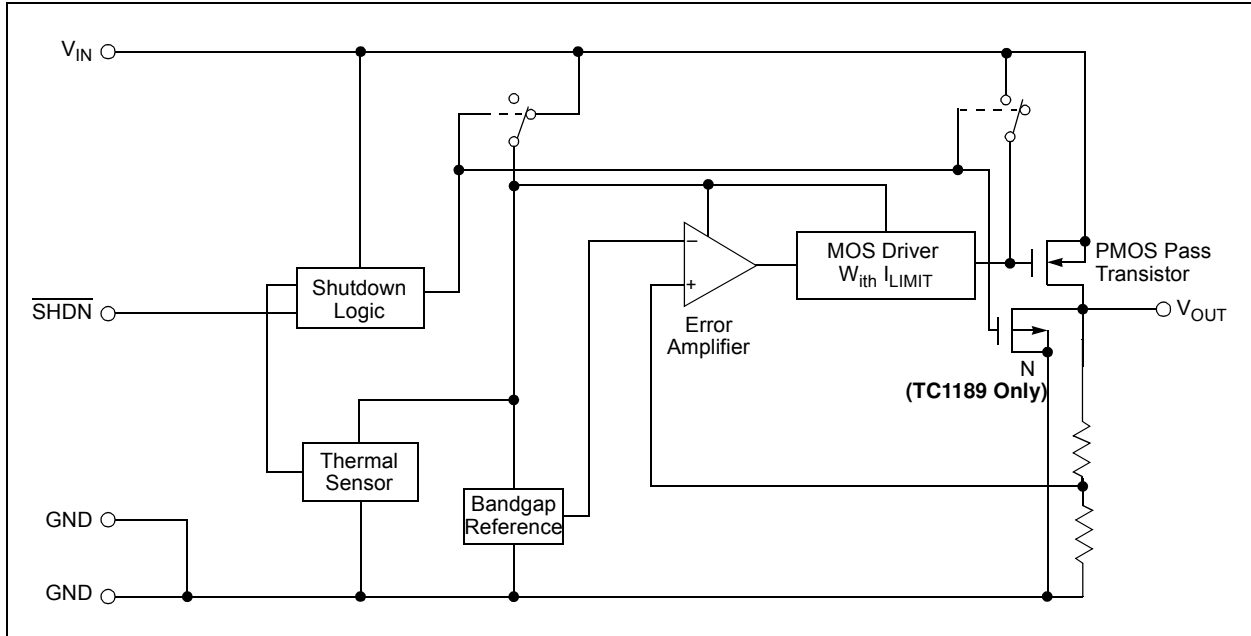 VIN
SHDN
Shutdown
Logic
Thermal
Sensor
GND
GND
Bandgap
Reference
−
+
Error
Amplifier
MOS Driver
With ILIMIT
PMOS Pass
Transistor
VOUT
N
(TC1189 Only)